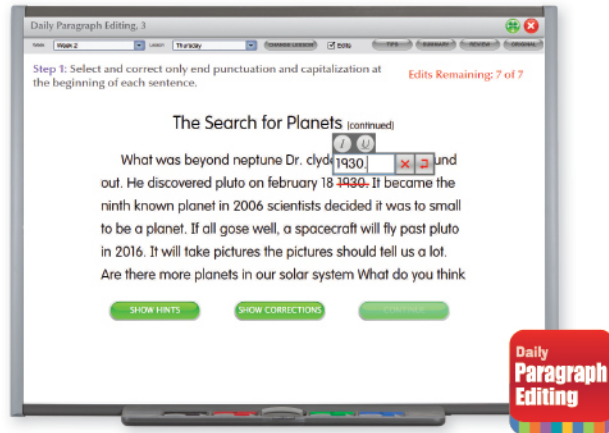 Daily Paragraph Editing, 3
Week 2 Lesson Thursday CHANGE LESSON Edits TIPS SUMMARY REVIEW ORIGINAL
Step 1: Select and correct only end punctuation and capitalization at
the beginning of each sentence.
Edits Remaining: 7 of 7
The Search for Planets (continued)
What was beyond neptune Dr. clyde 1930. und
out. He discovered pluto on february 18 1930. It became the
ninth known planet in 2006 scientists decided it was to small
to be a planet. If all gose well, a spacecraft will fly past pluto
in 2016. It will take pictures the pictures should tell us a lot.
Are there more planets in our solar system What do you think
SHOW HINTS SHOW CORRECTIONS CONTINUE
Daily
Paragraph
Editing